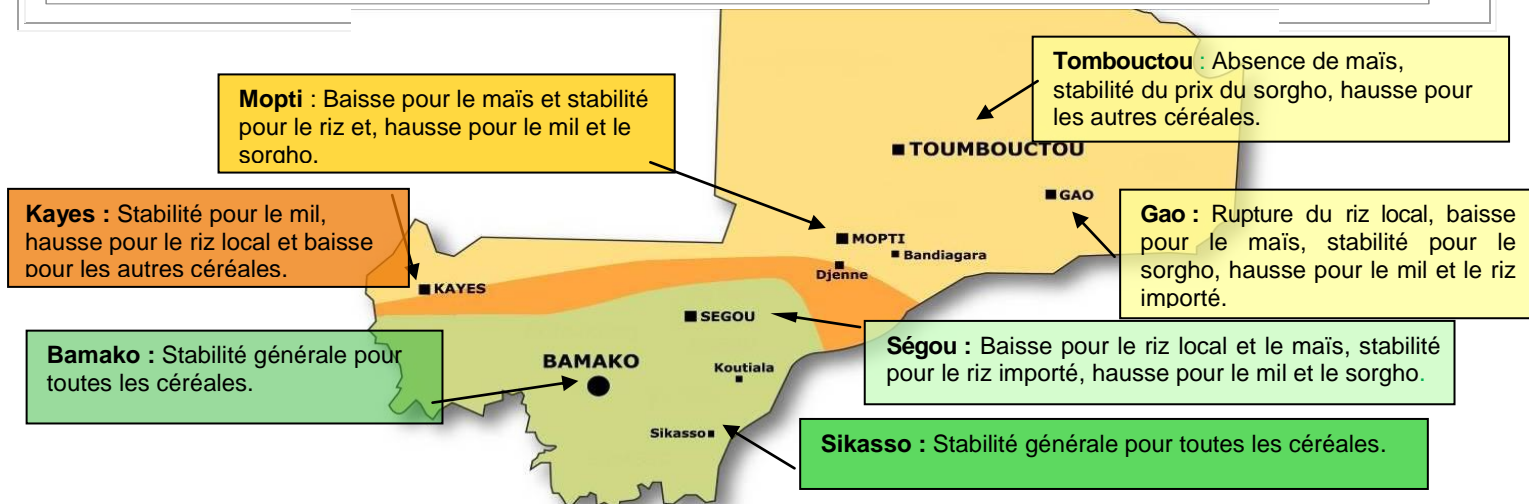 Tombouctou : Absence de maïs,
stabilité du prix du sorgho, hausse pour
les autres céréales.
Mopti : Baisse pour le maïs et stabilité
pour le riz et, hausse pour le mil et le
sorgho.
TOUMBOUCTOU
GAO
Kayes : Stabilité pour le mil,
hausse pour le riz local et baisse
pour les autres céréales.
Gao : Rupture du riz local, baisse
pour le maïs, stabilité pour le
sorgho, hausse pour le mil et le riz
importé.
MOPTI
Bandiagara
Djenne
KAYES
SEGOU
Bamako : Stabilité générale pour
toutes les céréales.
BAMAKO
Koutiala
Ségou : Baisse pour le riz local et le maïs, stabilité
pour le riz importé, hausse pour le mil et le sorgho.
Sikasso
Sikasso : Stabilité générale pour toutes les céréales.